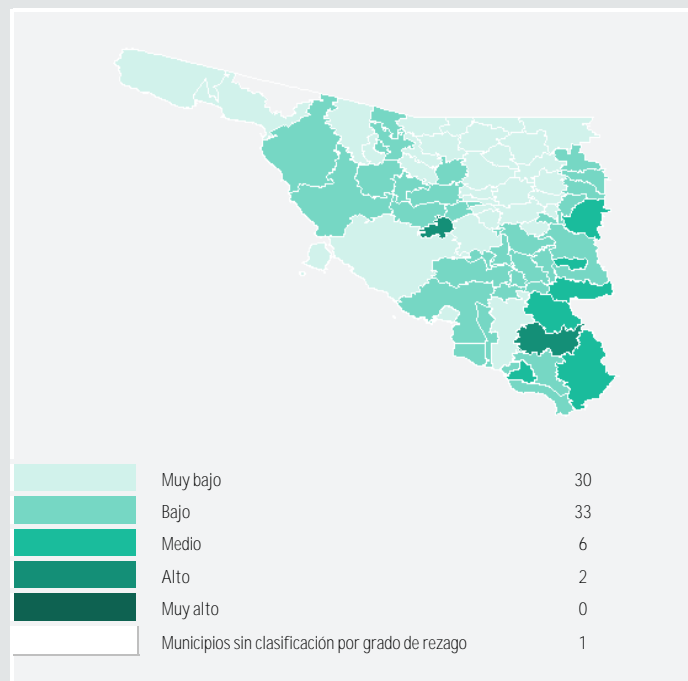 Muy bajo 30
Bajo 33
Medio 6
Alto 2
Muy alto 0
Municipios sin clasificación por grado de rezago 1